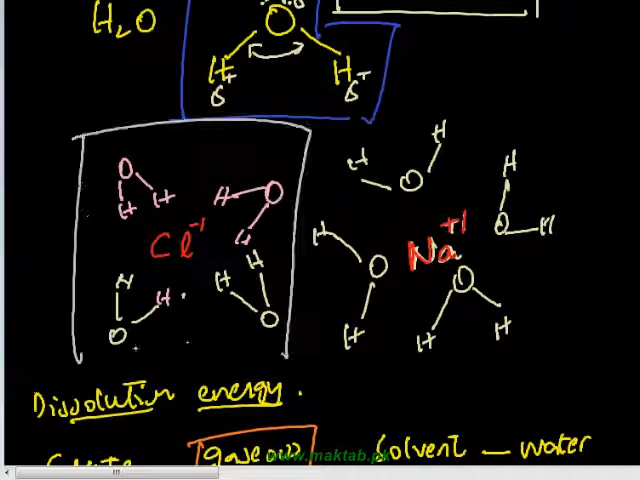 H₂O
O
H H
δ+ δ+
O H H
H O H
Cl⁻¹
H O H
H H O
H O H
H O H
H O H
Na⁺¹
O H H
Dissolution energy.
gaseous Solvent — water
www.maktab.pk